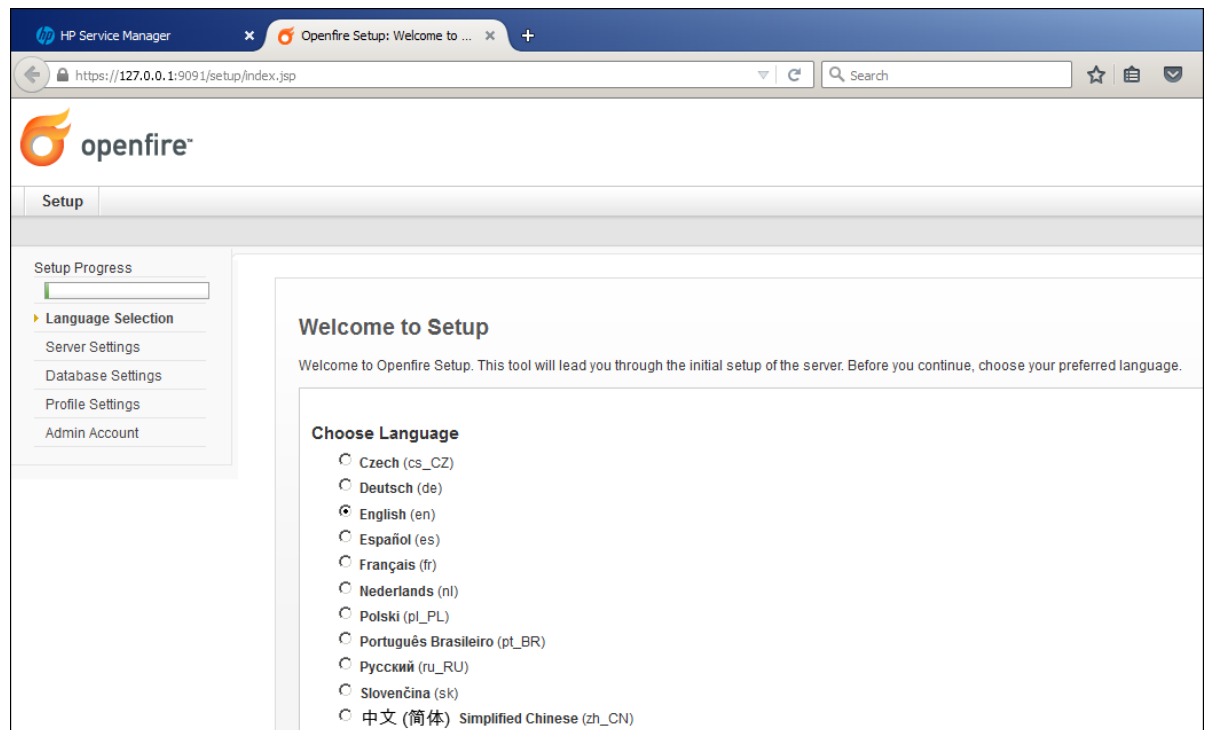 HP Service Manager
Openfire Setup: Welcome to ...
https://127.0.0.1:9091/setup/index.jsp
Search
openfire™
Setup
Setup Progress
Language Selection
Server Settings
Database Settings
Profile Settings
Admin Account
Welcome to Setup
Welcome to Openfire Setup. This tool will lead you through the initial setup of the server. Before you continue, choose your preferred language.
Choose Language
Czech (cs_CZ)
Deutsch (de)
English (en)
Español (es)
Français (fr)
Nederlands (nl)
Polski (pl_PL)
Português Brasileiro (pt_BR)
Русский (ru_RU)
Slovenčina (sk)
中文 (简体) Simplified Chinese (zh_CN)